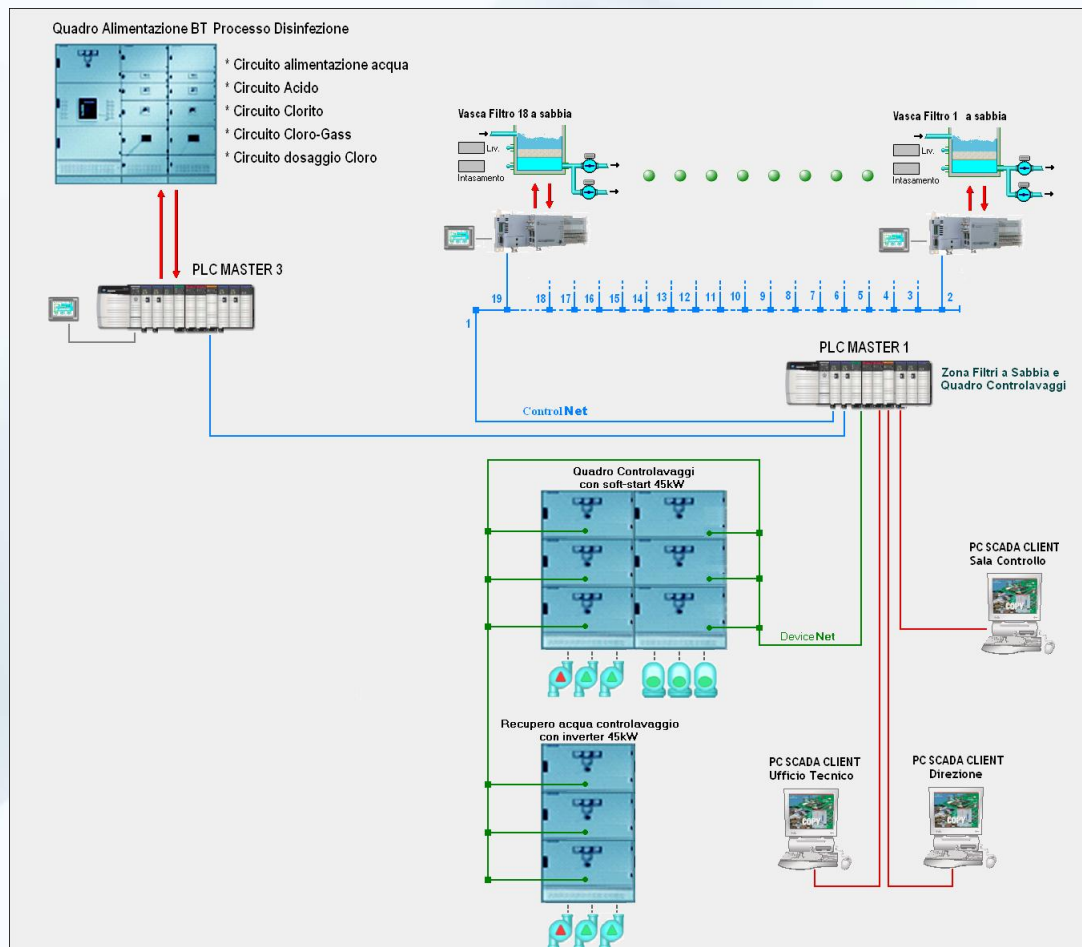 Quadro Alimentazione BT Processo Disinfezione
* Circuito alimentazione acqua
* Circuito Acido
* Circuito Clorito
* Circuito Cloro-Gass
* Circuito dosaggio Cloro
Vasca Filtro 18 a sabbia
Liv.
Intasamento
Vasca Filtro 1 a sabbia
Liv.
Intasamento
PLC MASTER 3
19 18 17 16 15 14 13 12 11 10 9 8 7 6 5 4 3 2
1
PLC MASTER 1
Zona Filtri a Sabbia e
Quadro Controlavaggi
ControlNet
Quadro Controlavaggi
con soft-start 45kW
PC SCADA CLIENT
Sala Controllo
COPY
DeviceNet
Recupero acqua controlavaggio
con inverter 45kW
PC SCADA CLIENT
Ufficio Tecnico
COPY
PC SCADA CLIENT
Direzione
COPY